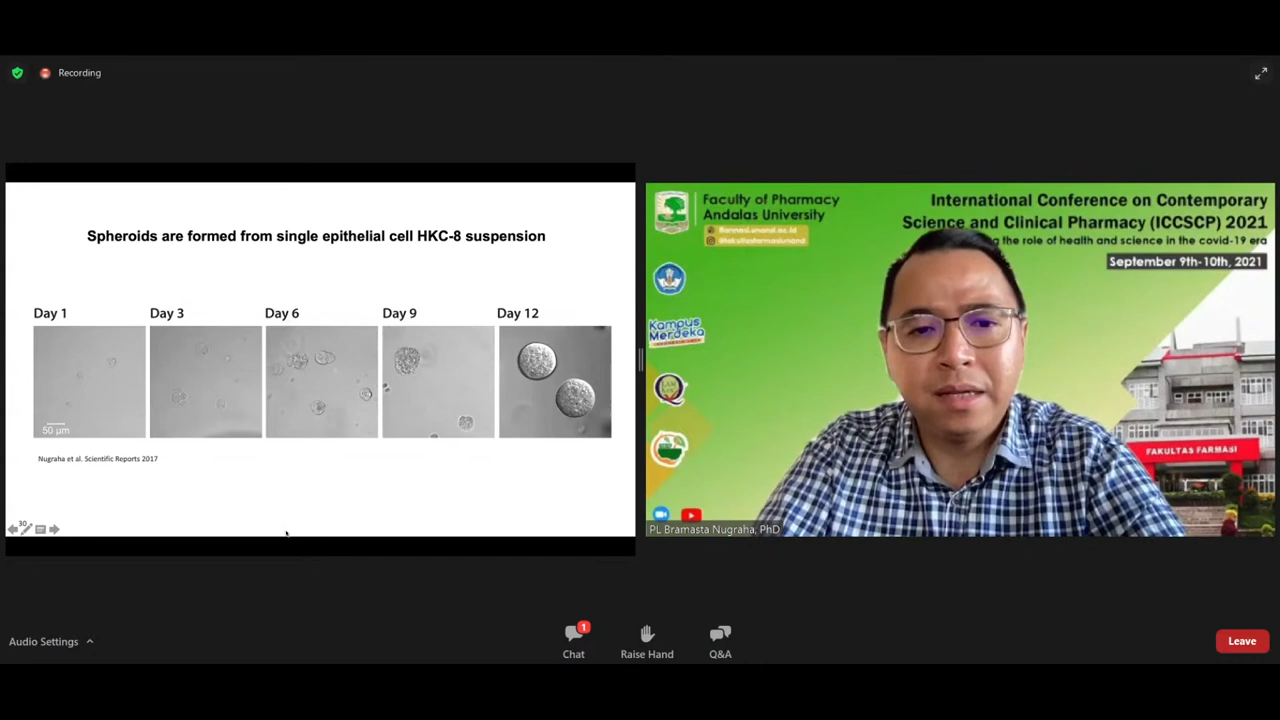 Recording
Spheroids are formed from single epithelial cell HKC-8 suspension
Day 1
Day 3
Day 6
Day 9
Day 12
50 µm
Nugraha et al. Scientific Reports 2017
30
Faculty of Pharmacy
Andalas University
International Conference on Contemporary
Science and Clinical Pharmacy (ICCSCP) 2021
the role of health and science in the covid-19 era
September 9th-10th, 2021
Kampus
Merdeka
FAKULTAS FARMASI
PL Bramasta Nugraha, PhD
Audio Settings
1
Chat
Raise Hand
Q&A
Leave